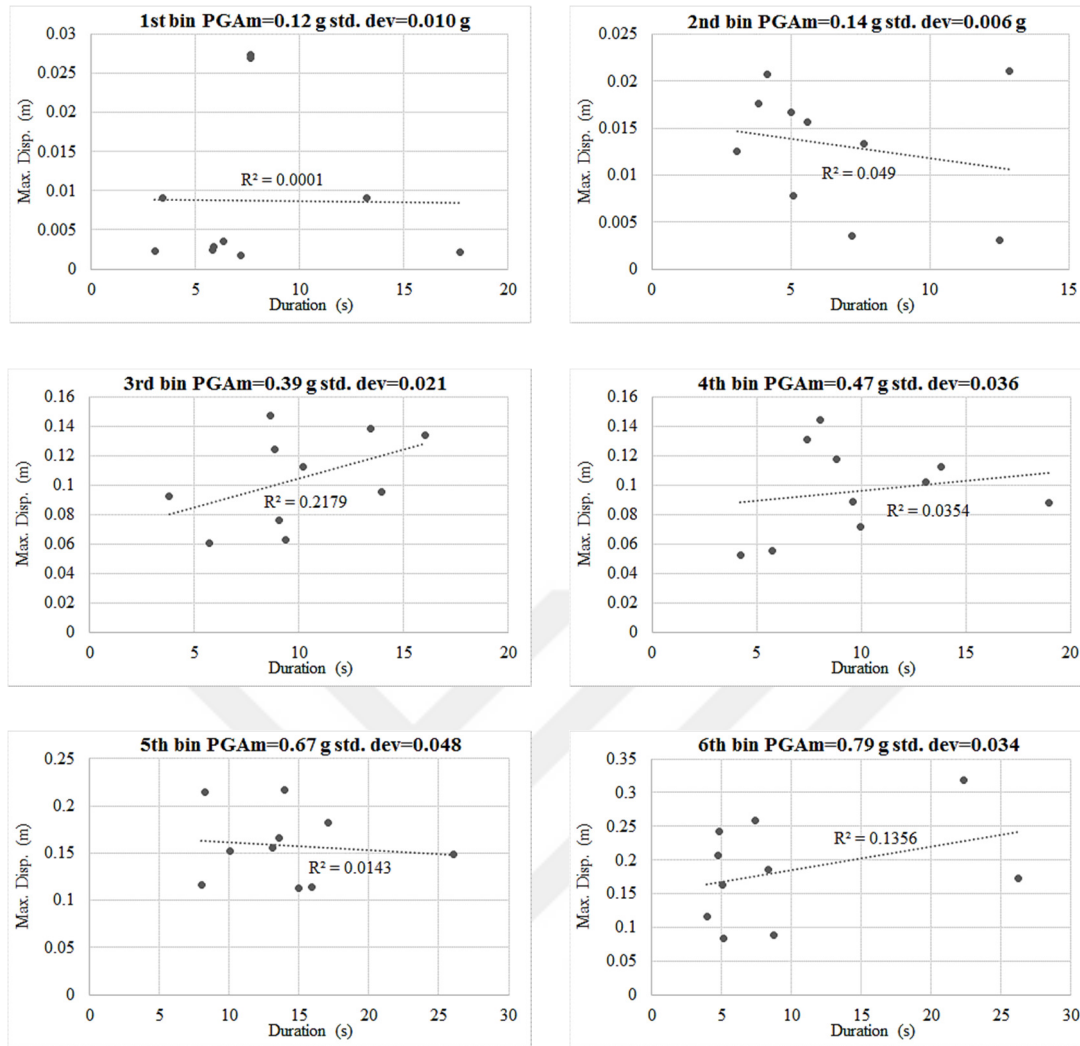 1st bin PGAm=0.12 g std. dev=0.010 g
0.03
0.025
0.02
0.015
0.01
0.005
0
Max. Disp. (m)
R² = 0.0001
0 5 10 15 20
Duration (s)
2nd bin PGAm=0.14 g std. dev=0.006 g
0.025
0.02
0.015
0.01
0.005
0
Max. Disp. (m)
R² = 0.049
0 5 10 15
Duration (s)
3rd bin PGAm=0.39 g std. dev=0.021
0.16
0.14
0.12
0.1
0.08
0.06
0.04
0.02
0
Max. Disp. (m)
R² = 0.2179
0 5 10 15 20
Duration (s)
4th bin PGAm=0.47 g std. dev=0.036
0.16
0.14
0.12
0.1
0.08
0.06
0.04
0.02
0
Max. Disp. (m)
R² = 0.0354
0 5 10 15 20
Duration (s)
5th bin PGAm=0.67 g std. dev=0.048
0.25
0.2
0.15
0.1
0.05
0
Max. Disp. (m)
R² = 0.0143
0 5 10 15 20 25 30
Duration (s)
6th bin PGAm=0.79 g std. dev=0.034
0.35
0.3
0.25
0.2
0.15
0.1
0.05
0
Max. Disp. (m)
R² = 0.1356
0 5 10 15 20 25 30
Duration (s)